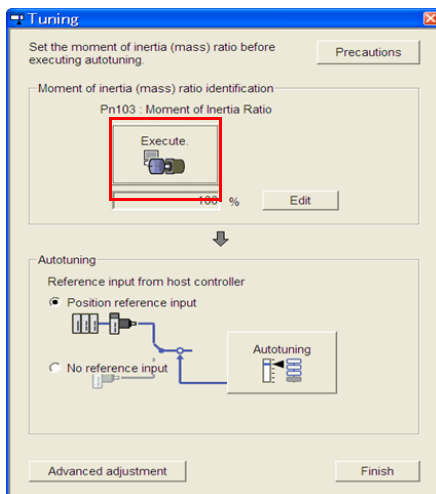 Tuning
Set the moment of inertia (mass) ratio before
executing autotuning.
Precautions
Moment of inertia (mass) ratio identification
Pn103 : Moment of Inertia Ratio
Execute.
100 %
Edit
Autotuning
Reference input from host controller
Position reference input
No reference input
Autotuning
Advanced adjustment
Finish